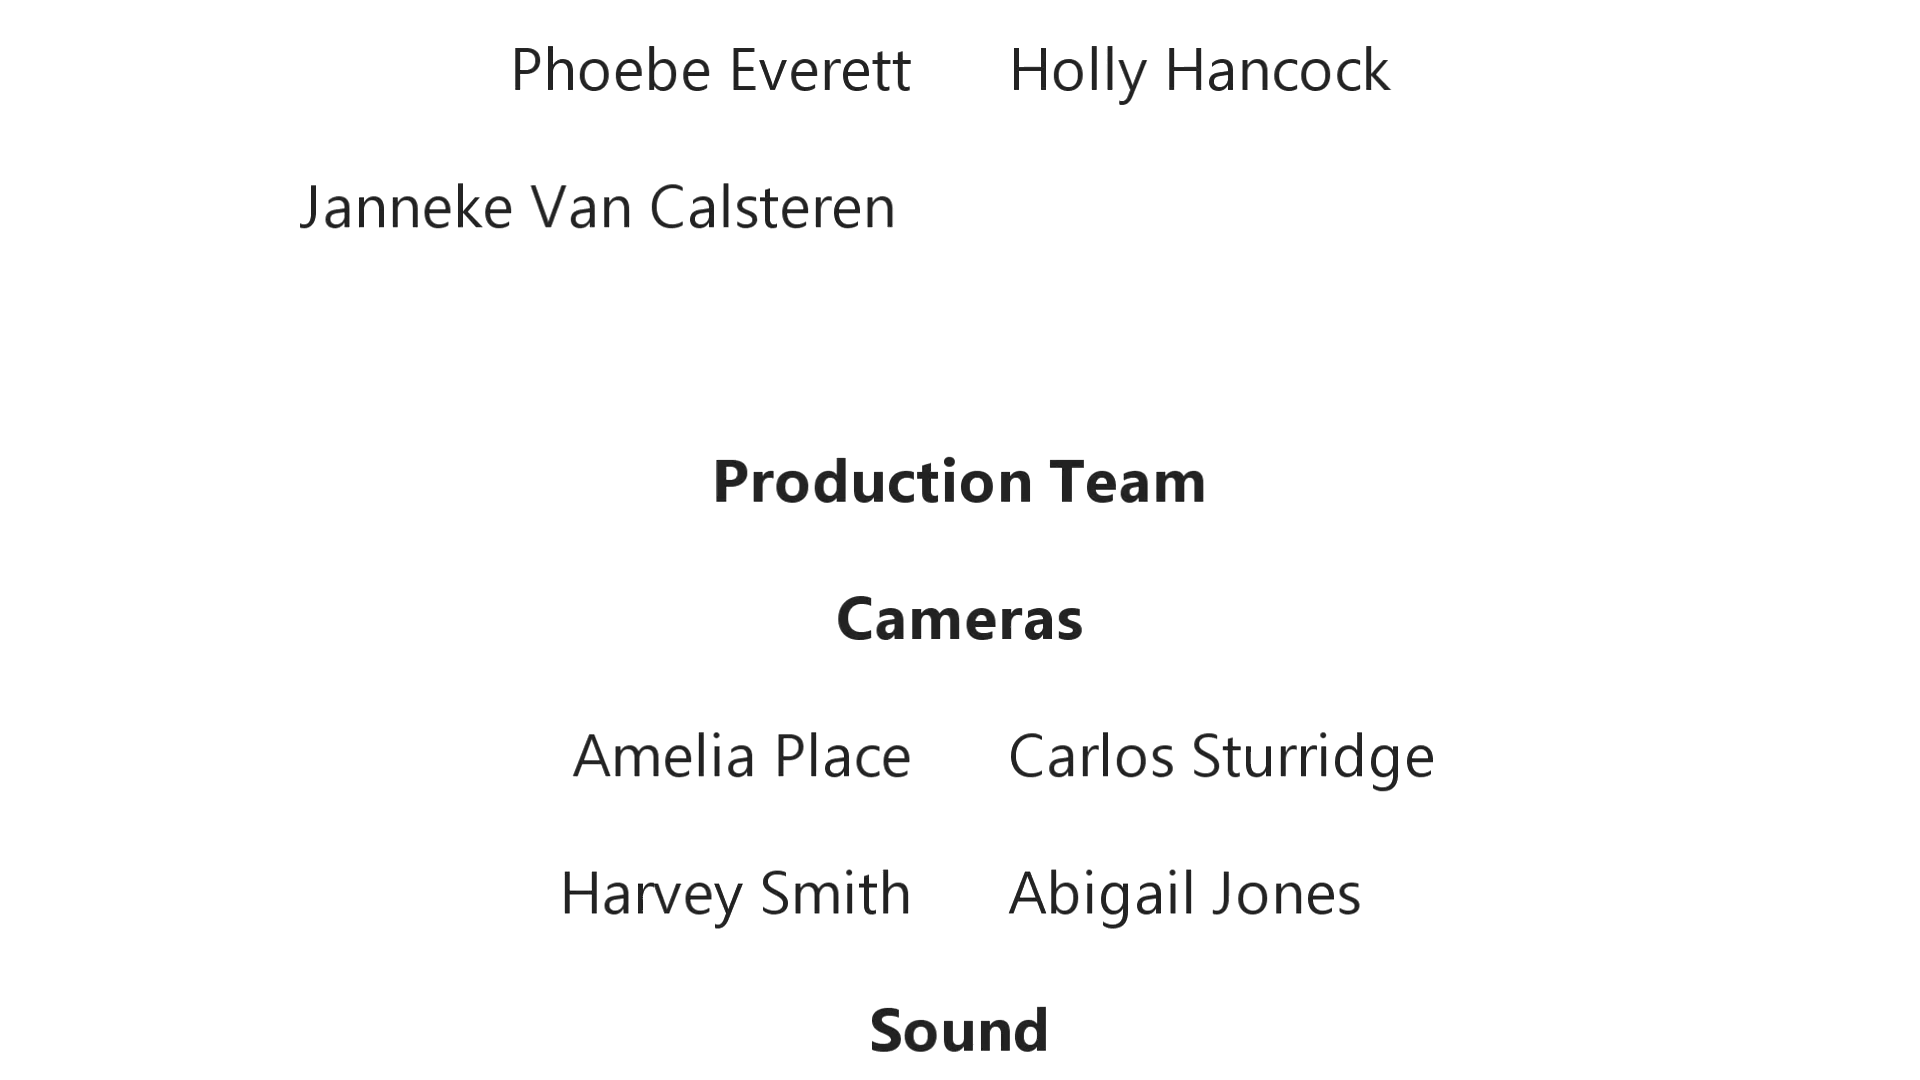 Phoebe Everett Holly Hancock
Janneke Van Calsteren
Production Team
Cameras
Amelia Place Carlos Sturridge
Harvey Smith Abigail Jones
Sound